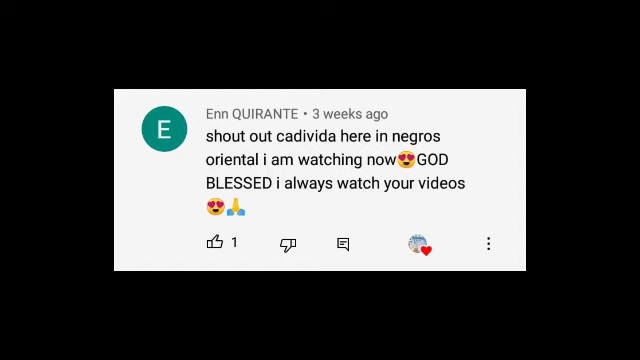 E
Enn QUIRANTE • 3 weeks ago
shout out cadivida here in negros
oriental i am watching now😍GOD
BLESSED i always watch your videos
😍🙏
1